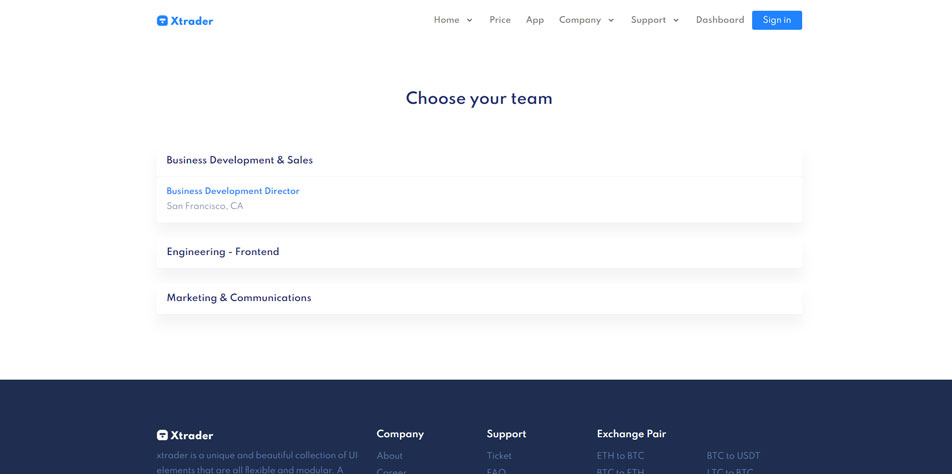 Xtrader Home Price App Company Support Dashboard Sign in
Choose your team
Business Development & Sales
Business Development Director
San Francisco, CA
Engineering - Frontend
Marketing & Communications
Xtrader Company Support Exchange Pair
xtrader is a unique and beautiful collection of UI About Ticket ETH to BTC BTC to USDT
elements that are all flexible and modular. A Career FAQ BTC to ETH LTC to BTC